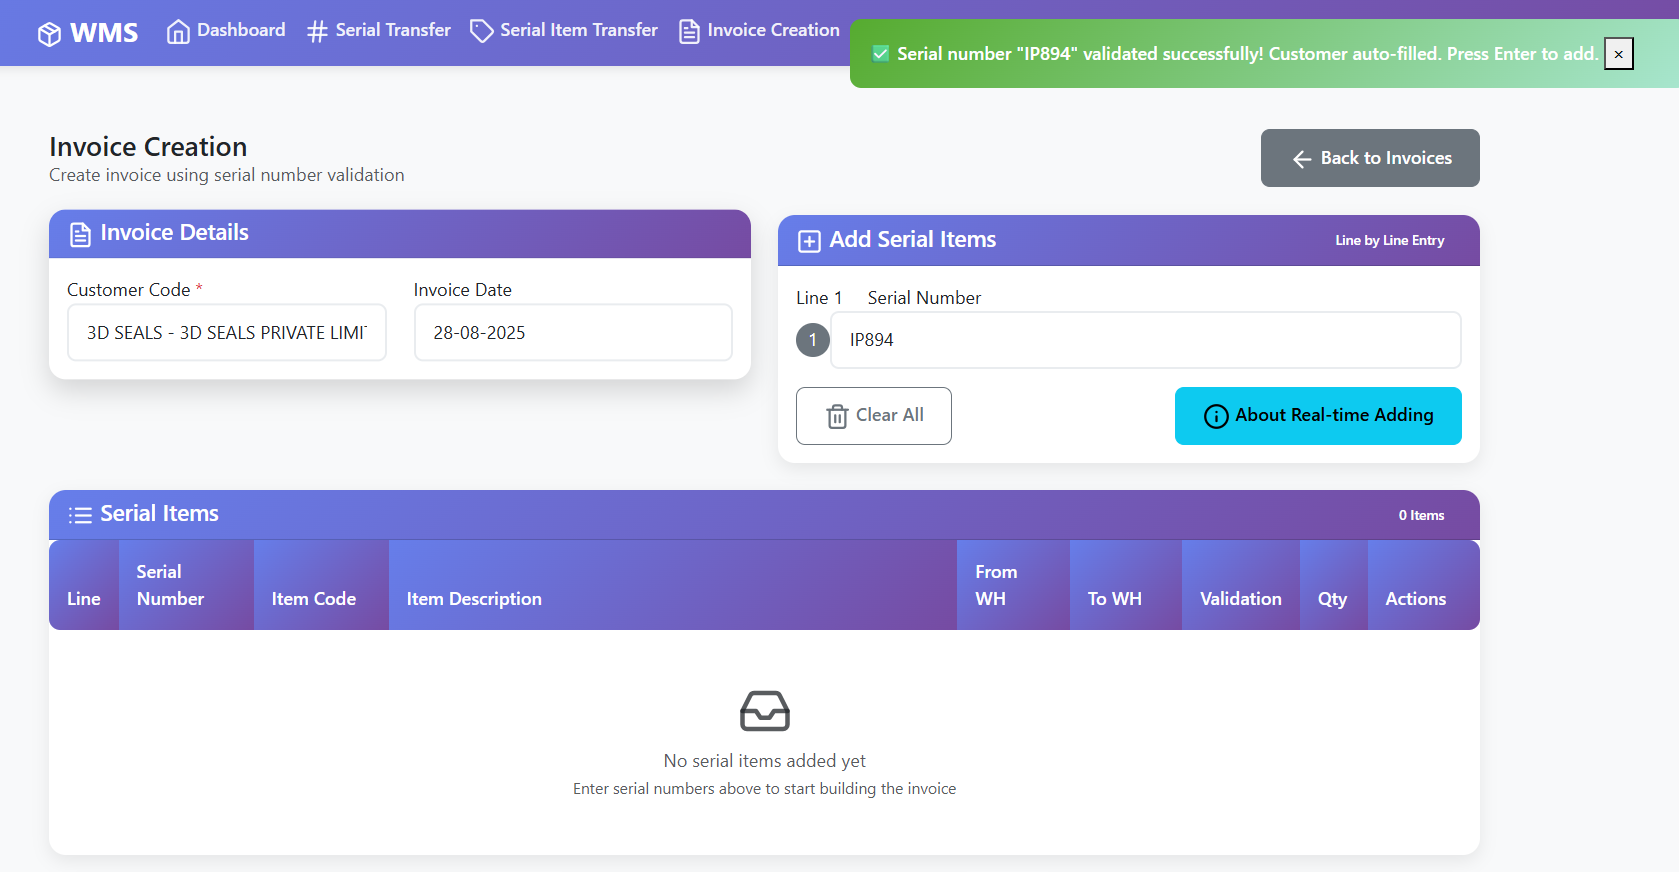 WMS Dashboard Serial Transfer Serial Item Transfer Invoice Creation
✅ Serial number "IP894" validated successfully! Customer auto-filled. Press Enter to add. ×
Invoice Creation
Create invoice using serial number validation
Back to Invoices
Invoice Details
Customer Code * Invoice Date
3D SEALS - 3D SEALS PRIVATE LIMI 28-08-2025
Add Serial Items Line by Line Entry
Line 1 Serial Number
1 IP894
Clear All About Real-time Adding
Serial Items 0 Items
Line Serial Number Item Code Item Description From WH To WH Validation Qty Actions
No serial items added yet
Enter serial numbers above to start building the invoice